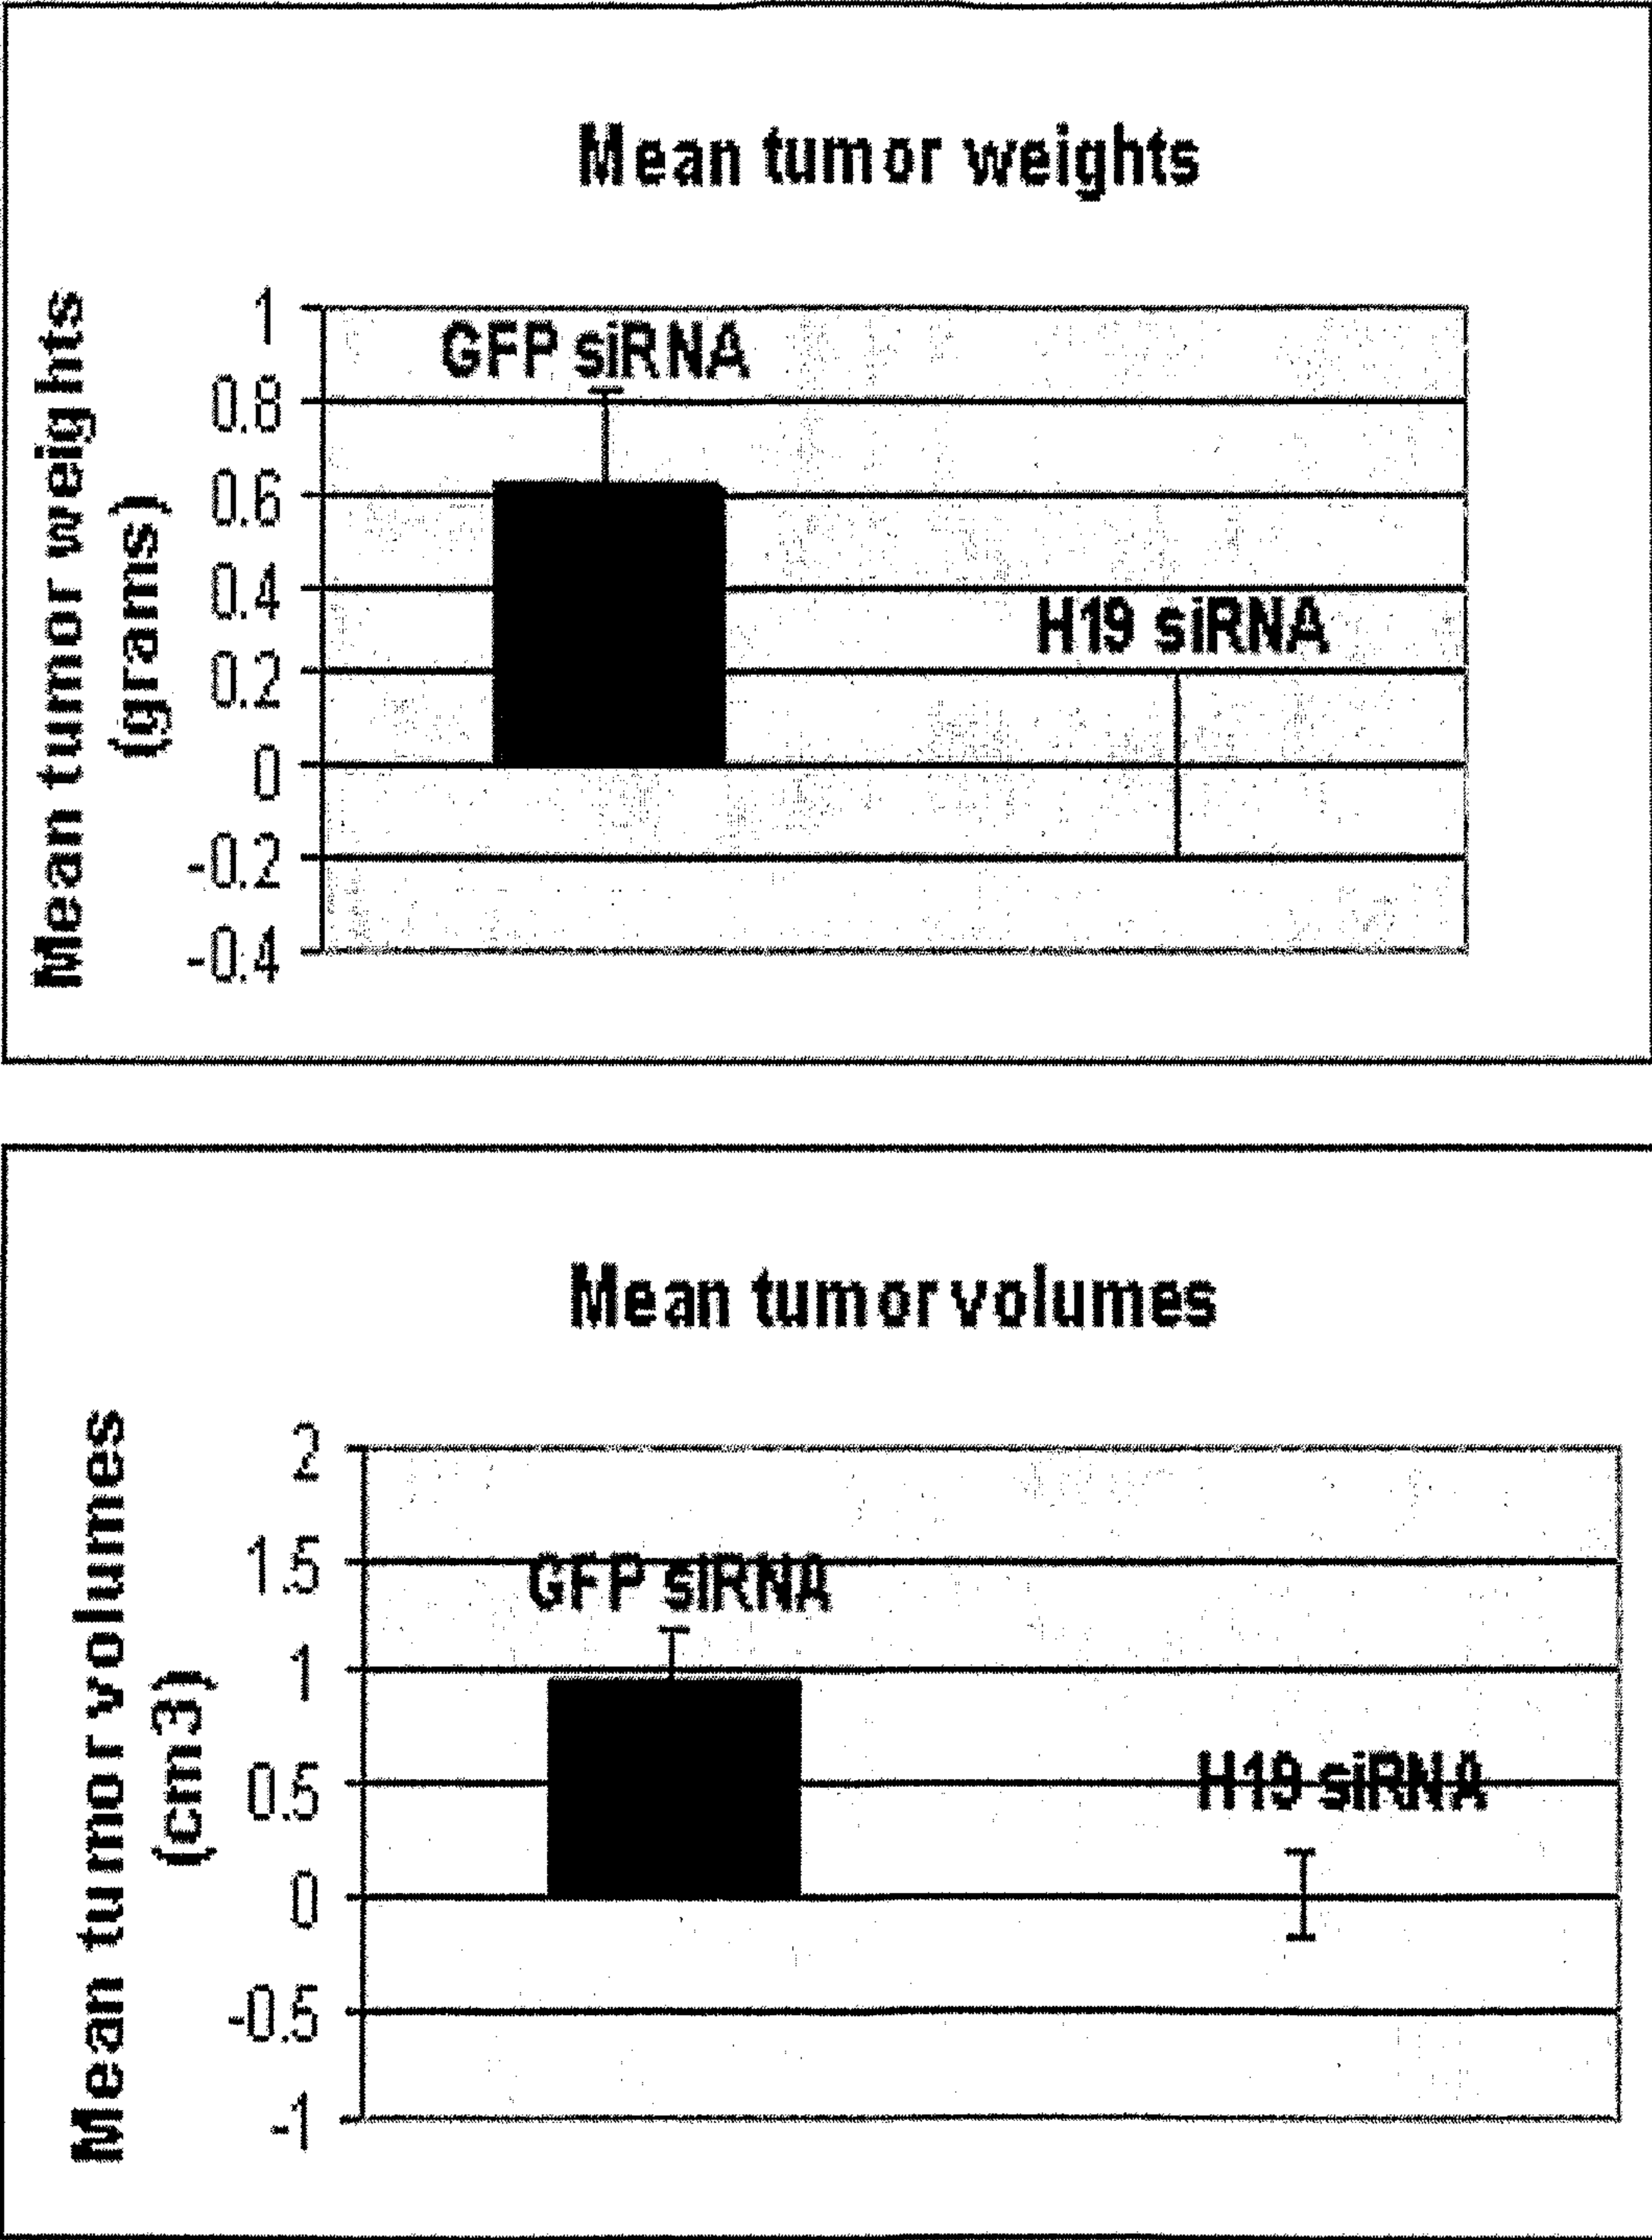 Mean tumor weights
Mean tumor weights
(grams)
1
0.8
0.6
0.4
0.2
0
-0.2
-0.4
GFP siRNA
H19 siRNA
Mean tumor volumes
Mean tumor volumes
(cm3)
2
1.5
1
0.5
0
-0.5
-1
GFP siRNA
H19 siRNA